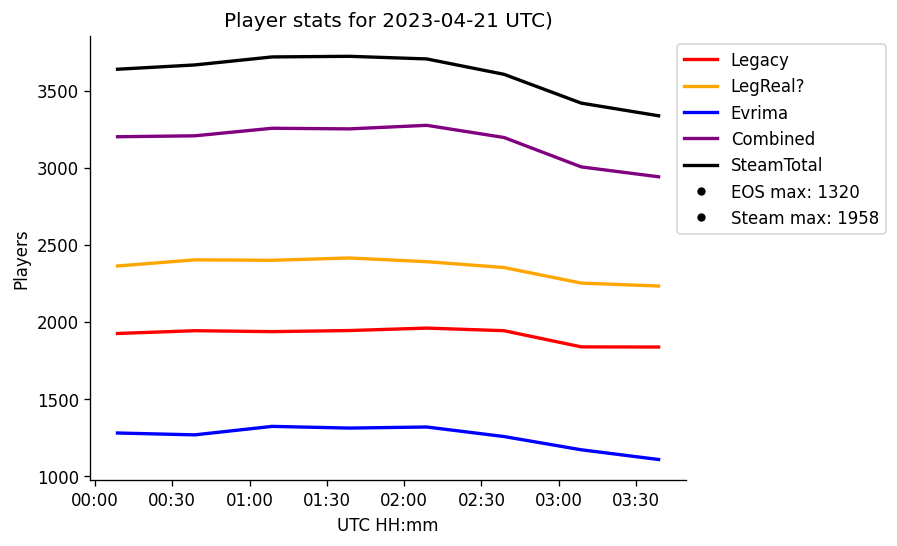 Player stats for 2023-04-21 UTC)
Legacy
LegReal?
Evrima
Combined
SteamTotal
EOS max: 1320
Steam max: 1958
Players
3500
3000
2500
2000
1500
1000
00:00 00:30 01:00 01:30 02:00 02:30 03:00 03:30
UTC HH:mm